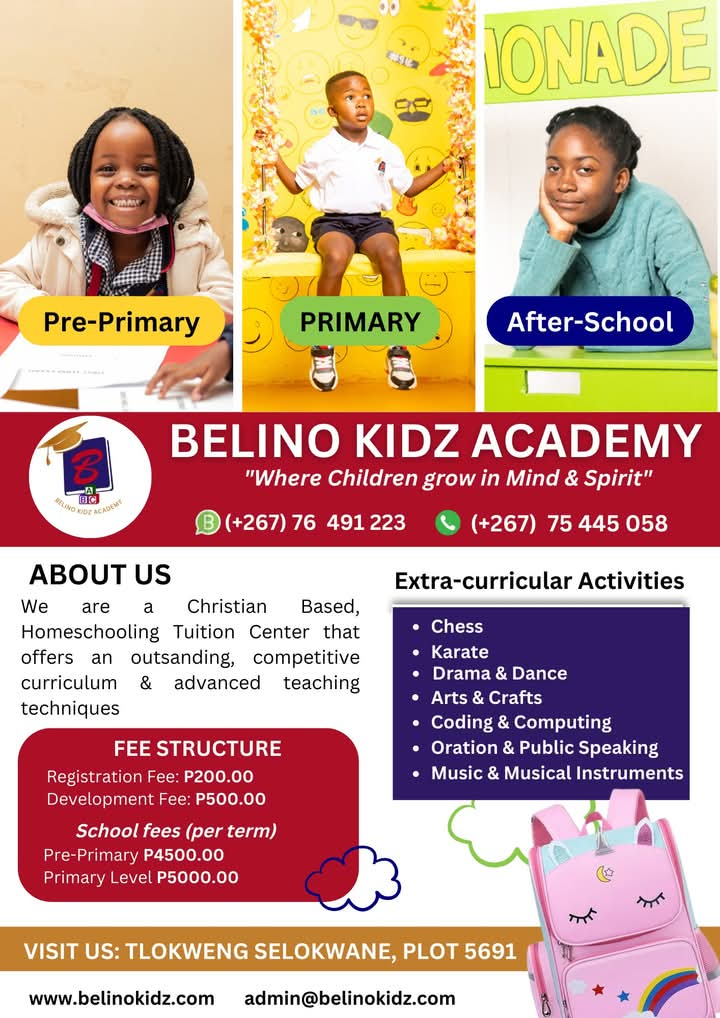 MONADE
Pre-Primary
PRIMARY
After-School
B
A
BC
BELINO KIDZ ACADEMY
BELINO KIDZ ACADEMY
"Where Children grow in Mind & Spirit"
(+267) 76 491 223
(+267) 75 445 058
ABOUT US
We are a Christian Based,
Homeschooling Tuition Center that
offers an outsanding, competitive
curriculum & advanced teaching
techniques
FEE STRUCTURE
Registration Fee: P200.00
Development Fee: P500.00
School fees (per term)
Pre-Primary P4500.00
Primary Level P5000.00
Extra-curricular Activities
• Chess
• Karate
• Drama & Dance
• Arts & Crafts
• Coding & Computing
• Oration & Public Speaking
• Music & Musical Instruments
VISIT US: TLOKWENG SELOKWANE, PLOT 5691
www.belinokidz.com
admin@belinokidz.com